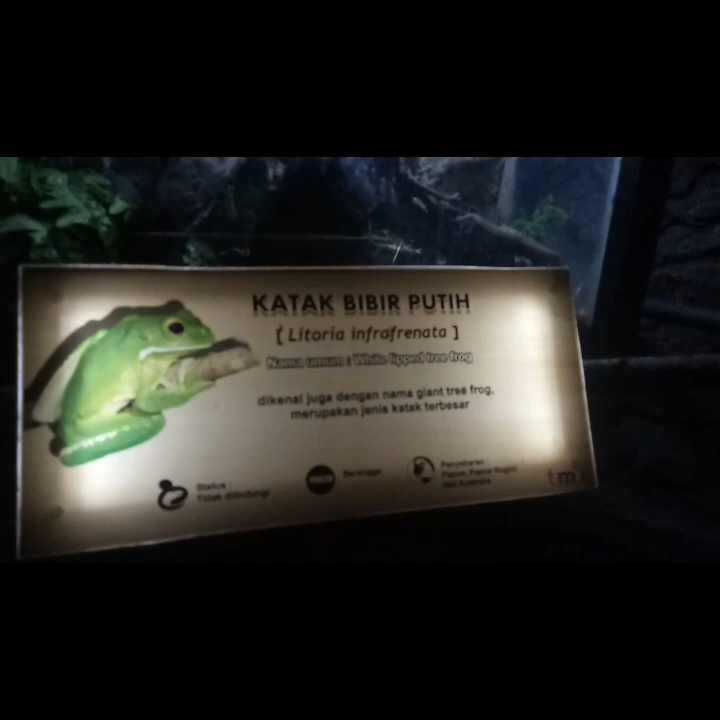 KATAK BIBIR PUTIH
[ Litoria infrafrenata ]
Nama umum : White lipped tree frog
dikenal juga dengan nama giant tree frog,
merupakan jenis katak terbesar
Status :
Tidak dilindungi
Serangga
Penyebaran :
Papua, Papua Nugini
dan Australia